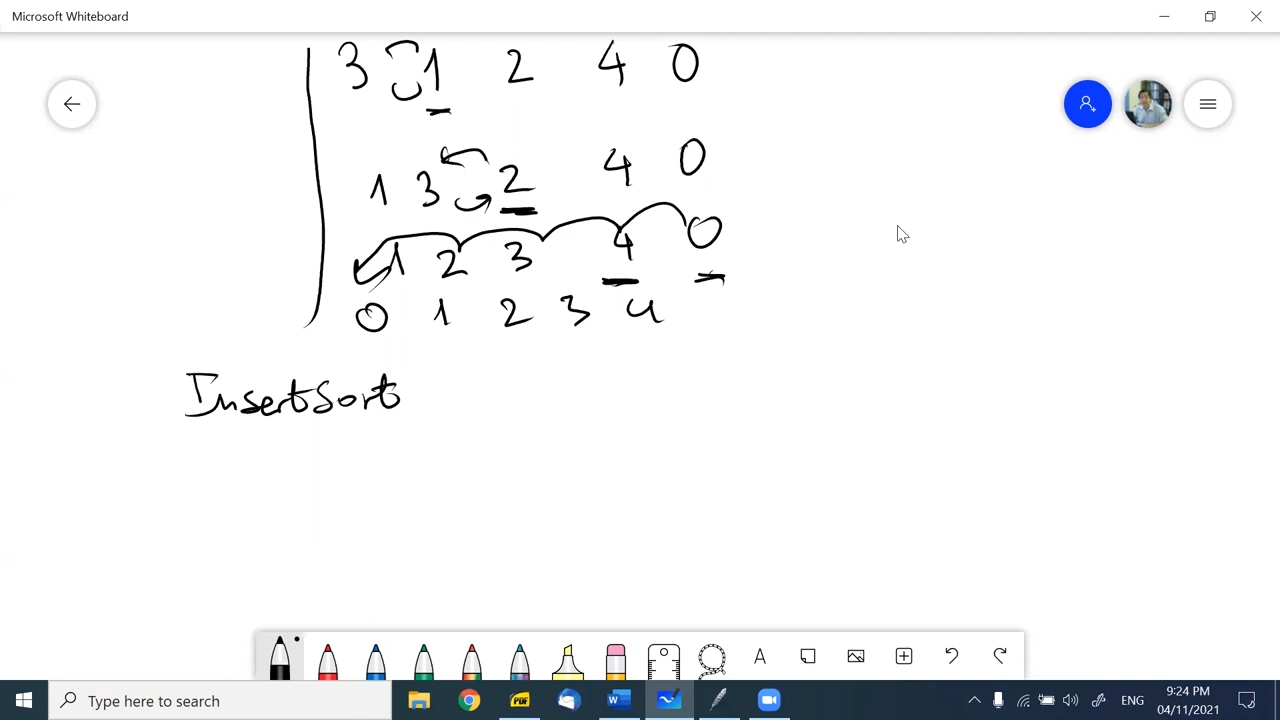 Microsoft Whiteboard
3 1 2 4 0
1 3 2 4 0
1 2 3 4 0
0 1 2 3 4
InsertSort
A
Type here to search
PDF
W
ENG
9:24 PM
04/11/2021